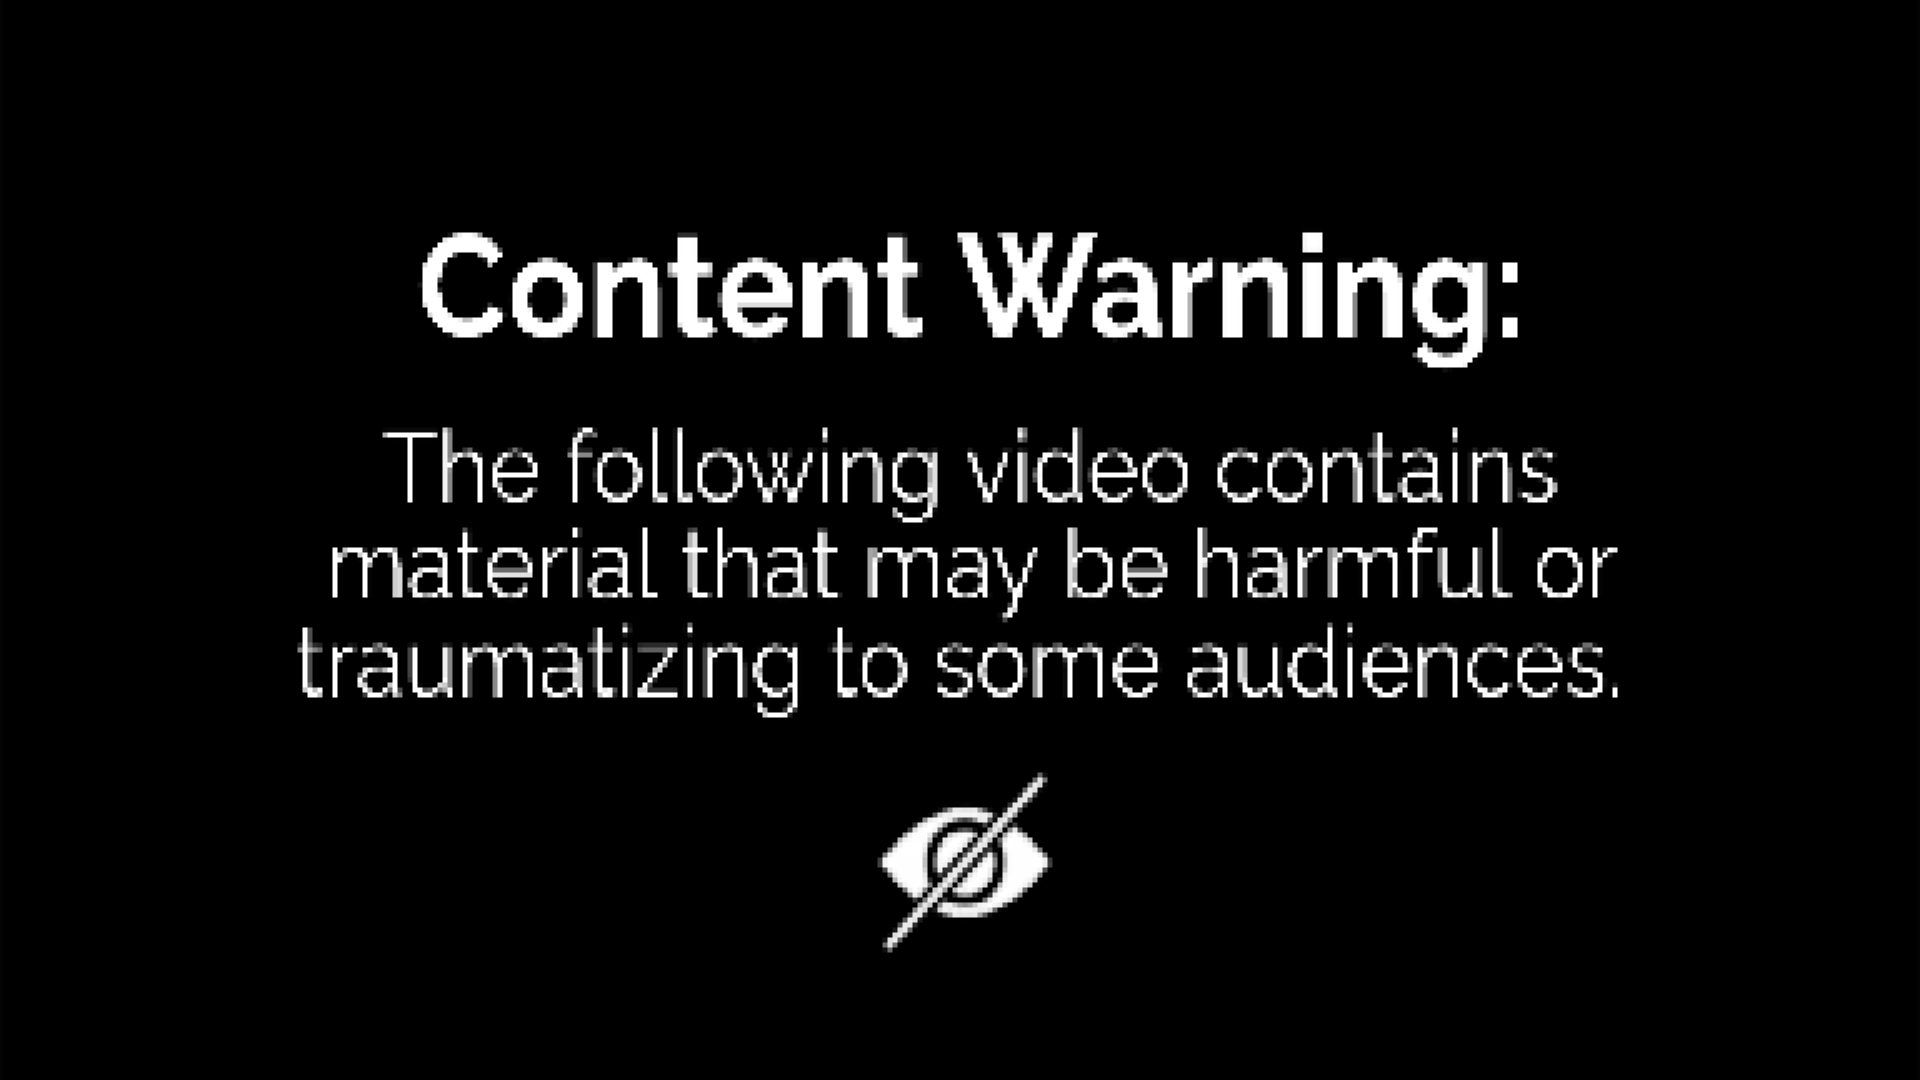 Content Warning:
The following video contains
material that may be harmful or
traumatizing to some audiences.